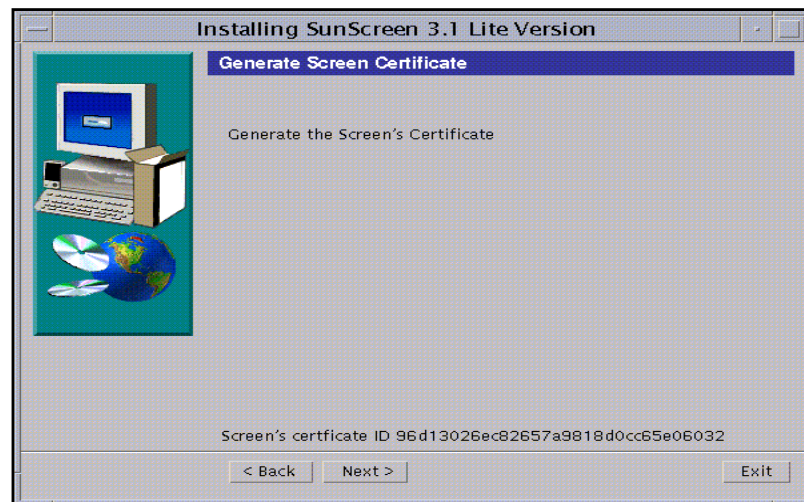 Installing SunScreen 3.1 Lite Version
Generate Screen Certificate
Generate the Screen's Certificate
Screen's certficate ID 96d13026ec82657a9818d0cc65e06032
< Back Next > Exit